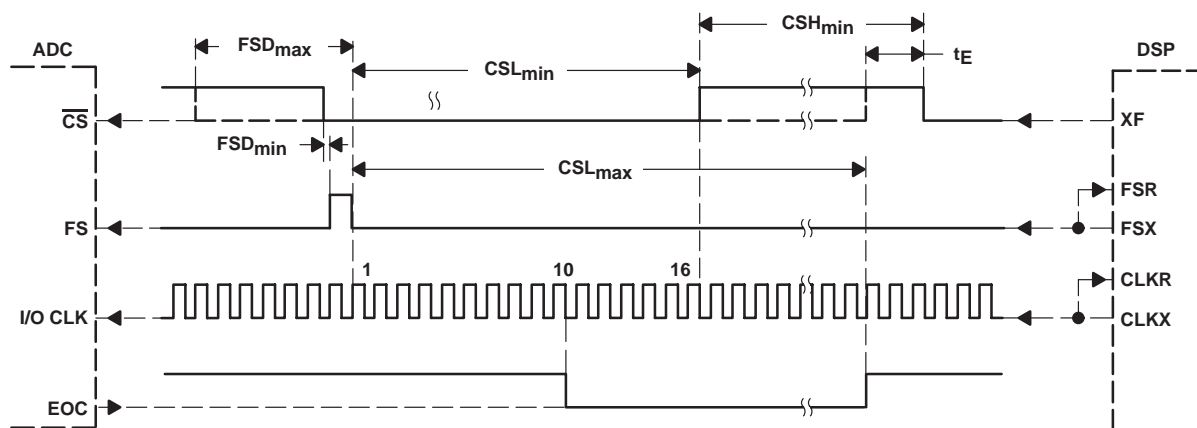 ADC
FSDmax
CSLmin
CSHmin
tE
DSP
CS
XF
FSDmin
CSLmax
FSR
FS
FSX
1
10
16
CLKR
I/O CLK
CLKX
EOC